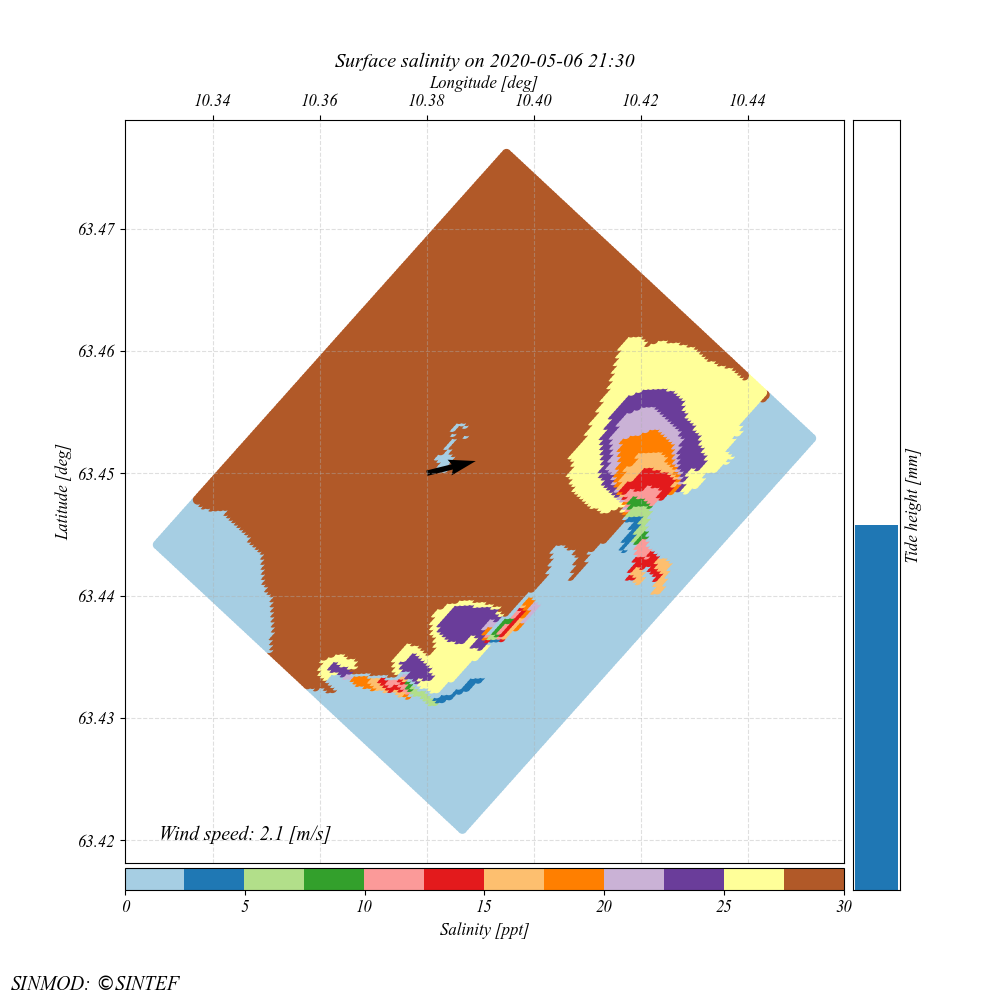 Surface salinity on 2020-05-06 21:30
Longitude [deg]
10.34 10.36 10.38 10.40 10.42 10.44
63.47
63.46
63.45
63.44
63.43
63.42
Latitude [deg]
Tide height [mm]
Wind speed: 2.1 [m/s]
0 5 10 15 20 25 30
Salinity [ppt]
SINMOD: ©SINTEF